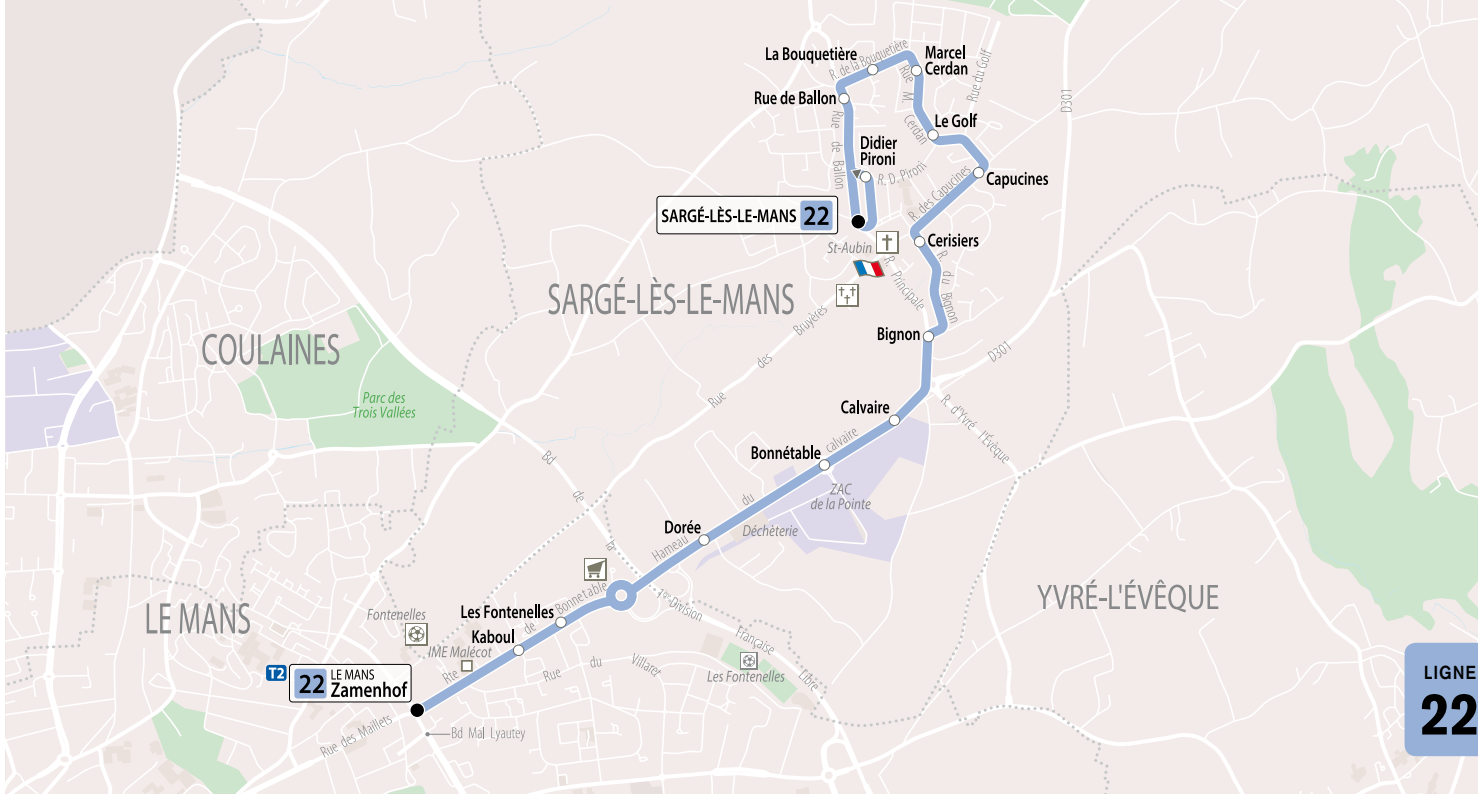 La Bouquetière
R. de la Bouquetière
Marcel
Cerdan
Rue du Golf
D301
Rue de Ballon
Rue M. Cerdan
Le Golf
Rue de Ballon
Didier
Pironi
R. D. Pironi
Capucines
R. des Capucines
SARGÉ-LÈS-LE-MANS 22
St-Aubin
Cerisiers
R. Principale
R. du Bignon
SARGÉ-LÈS-LE-MANS
Rue des Bruyères
Bignon
COULAINES
D301
Parc des
Trois Vallées
Calvaire
R. d'Yvré l'Évêque
Bonnétable
ZAC
de la Pointe
Dorée
Déchèterie
Hameau du calvaire
Bd de la 1ère Division Française Libre
YVRÉ-L'ÉVÊQUE
LE MANS
Fontenelles
Les Fontenelles
Rte de Bonnetable
Kaboul
IME Malécot
Rue du Villaret
Les Fontenelles
T2
22 LE MANS
Zamenhof
Rue des Maillets
Bd Mal Lyautey
LIGNE
22